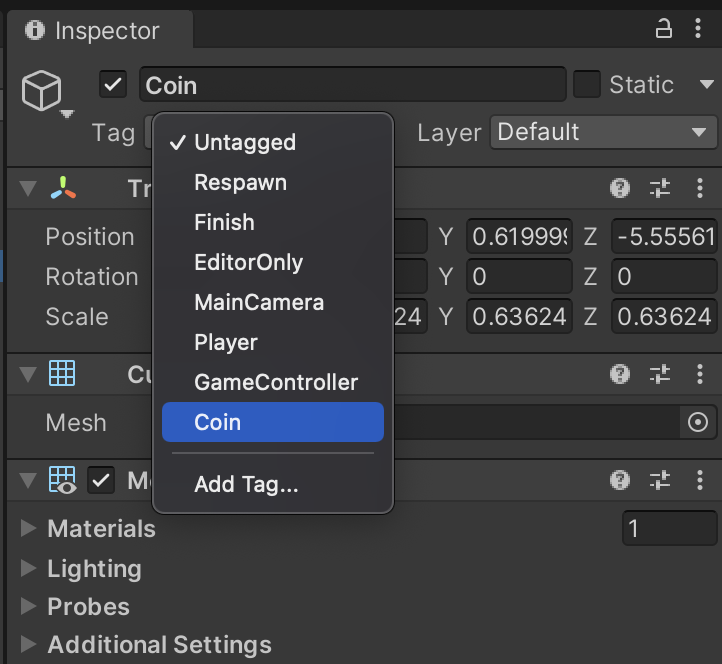 Inspector
Coin
Static
Tag
Layer
Default
Untagged
Respawn
Finish
EditorOnly
MainCamera
Player
GameController
Coin
Add Tag...
Tr
Position
Y 0.619999 Z -5.55561
Rotation
Y 0 Z 0
Scale
24 Y 0.63624 Z 0.63624
Cu
Mesh
M
Materials
1
Lighting
Probes
Additional Settings